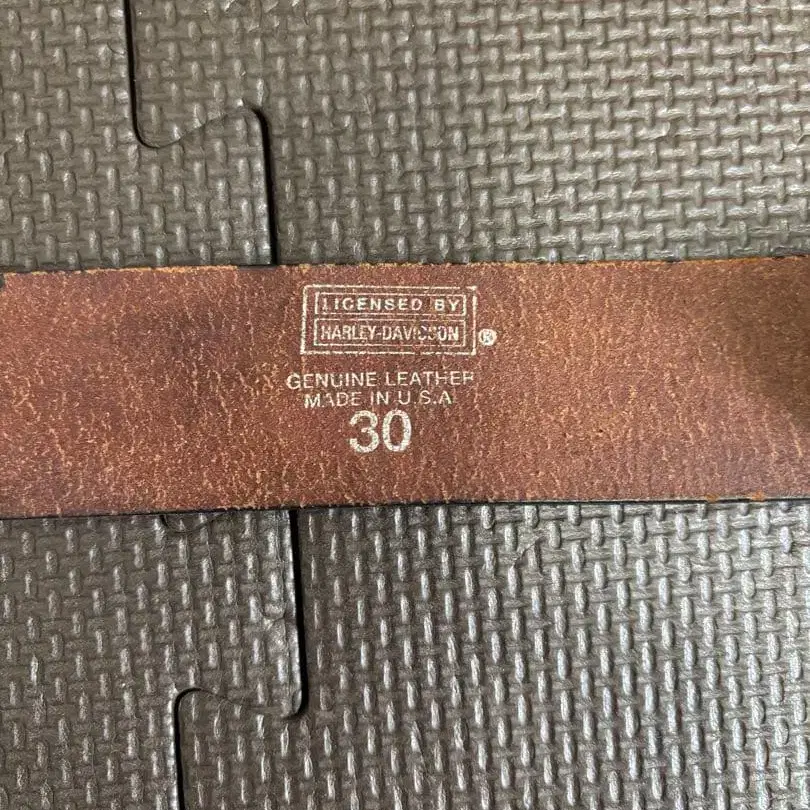 LICENSED BY
HARLEY-DAVIDSON
®
GENUINE LEATHER
MADE IN U.S.A
30